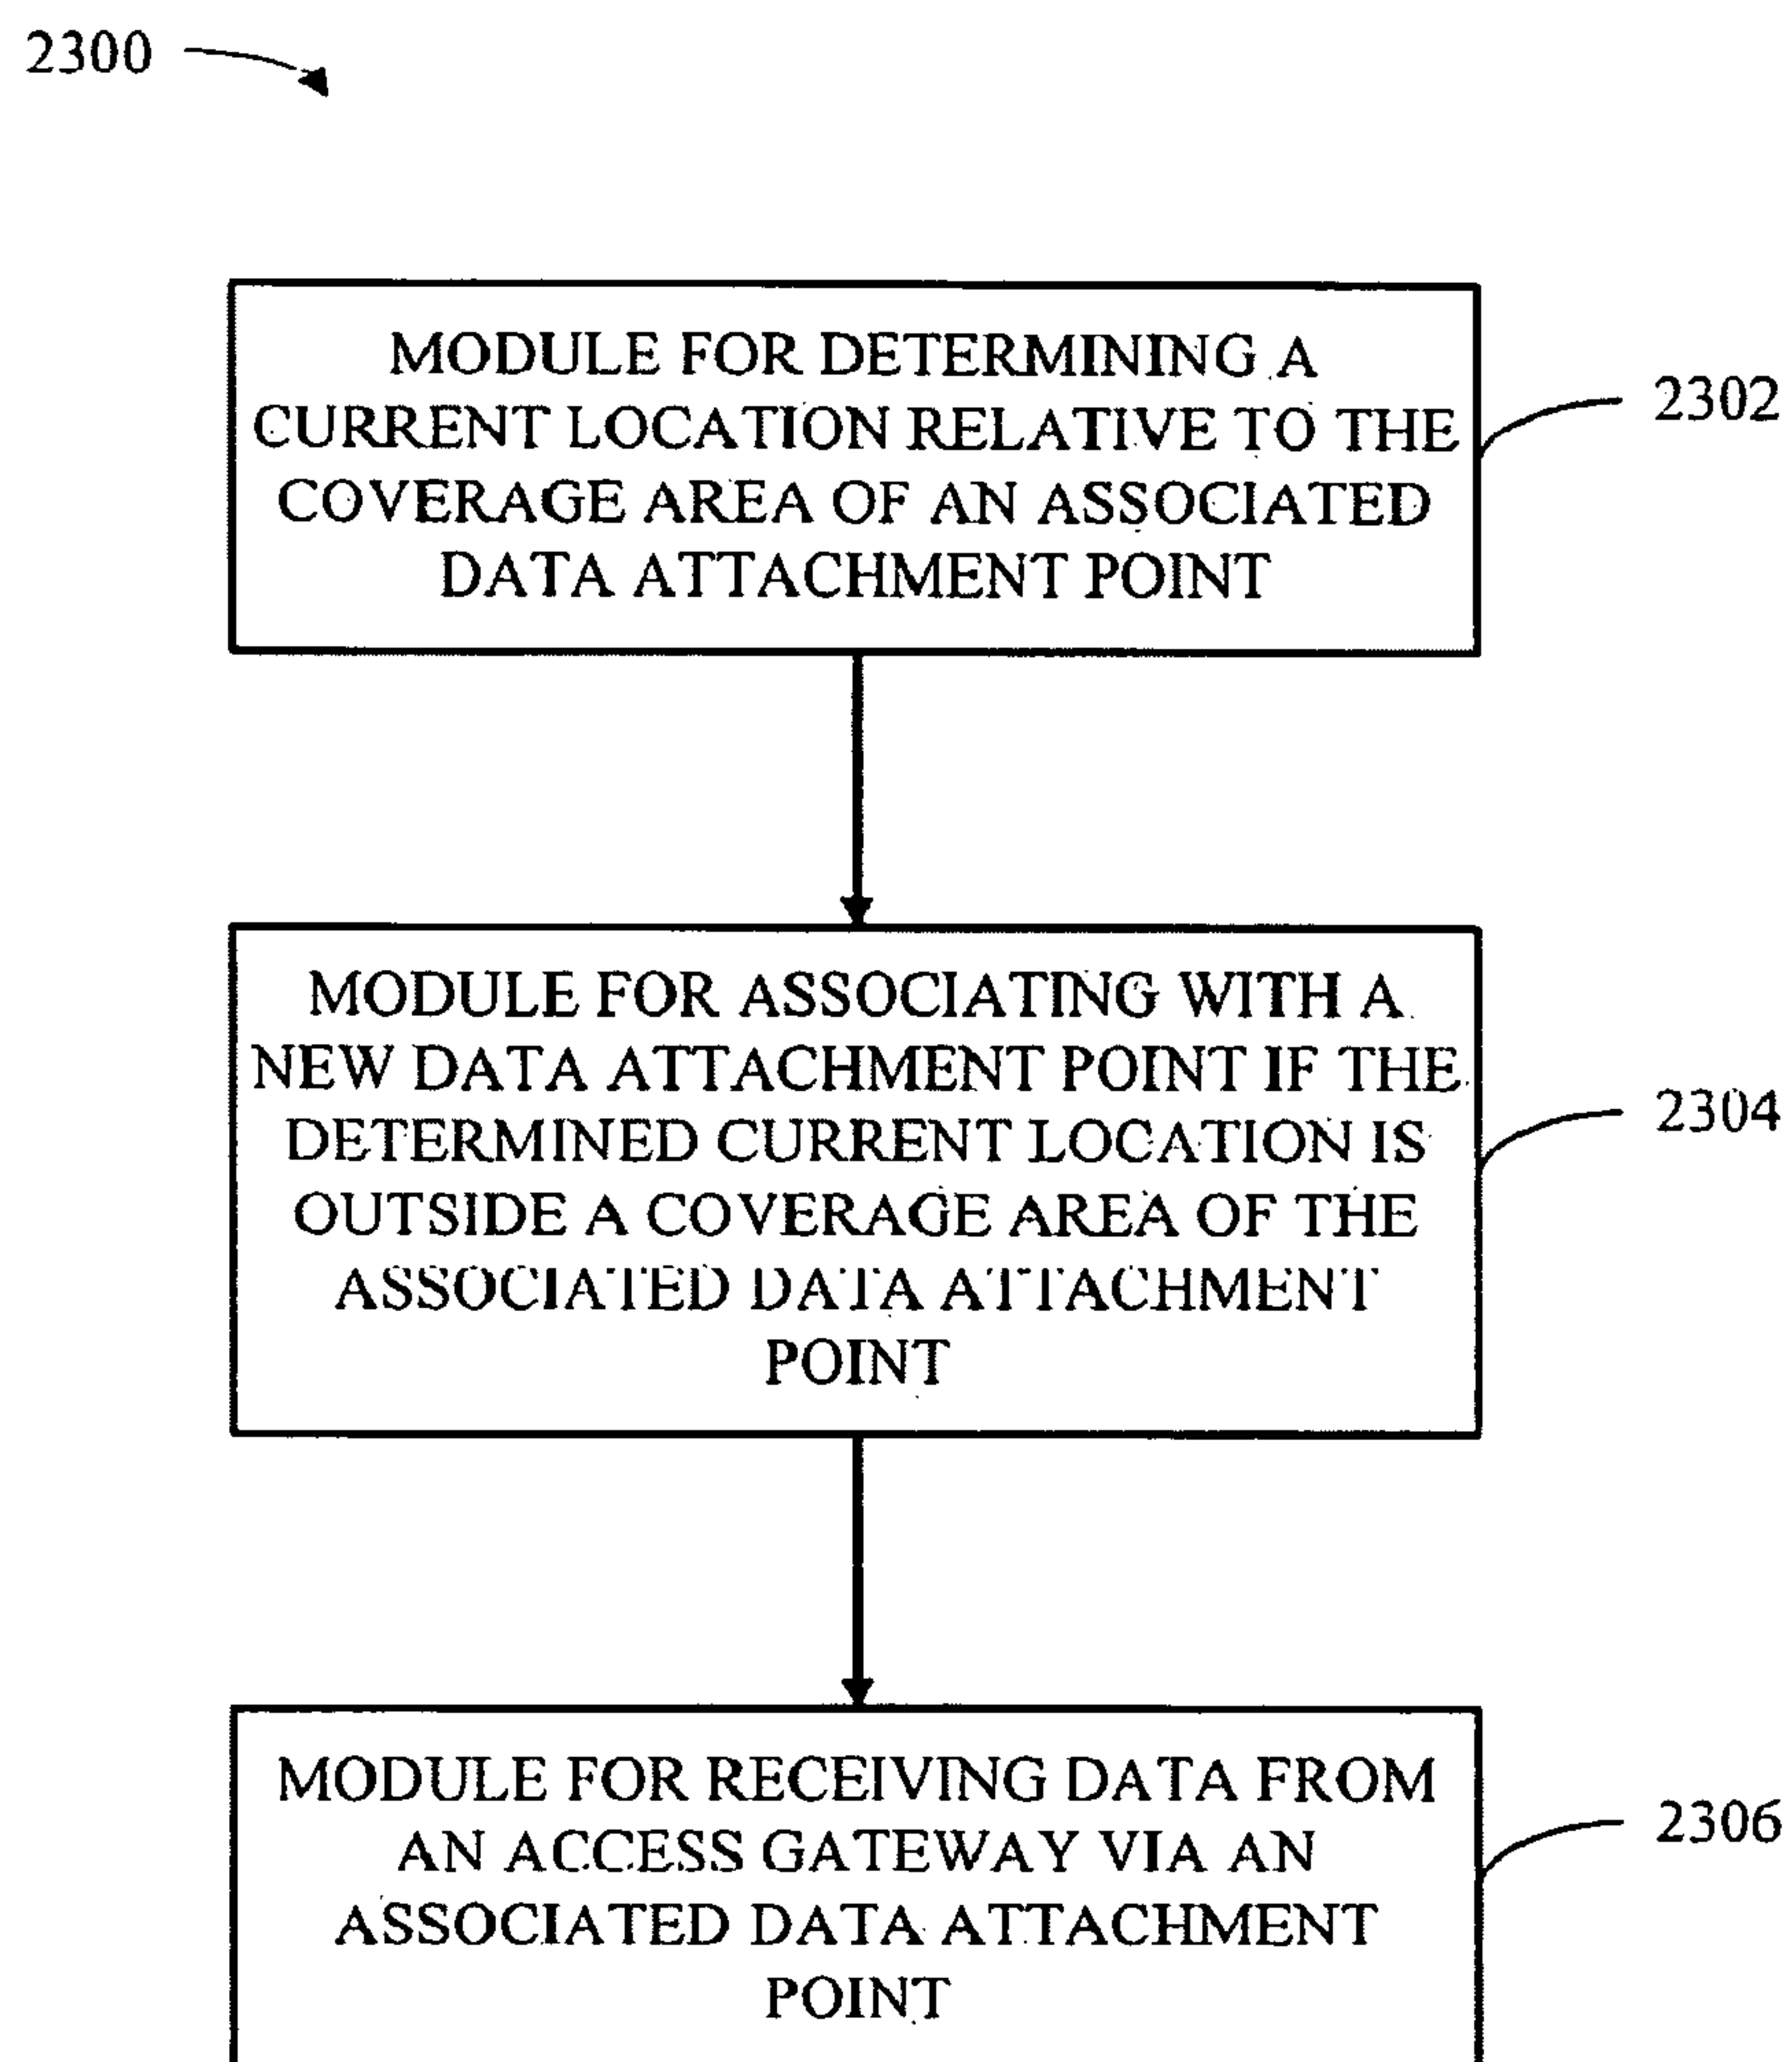 2300
MODULE FOR DETERMINING A
CURRENT LOCATION RELATIVE TO THE
COVERAGE AREA OF AN ASSOCIATED
DATA ATTACHMENT POINT
2302
MODULE FOR ASSOCIATING WITH A
NEW DATA ATTACHMENT POINT IF THE
DETERMINED CURRENT LOCATION IS
OUTSIDE A COVERAGE AREA OF THE
ASSOCIATED DATA ATTACHMENT
POINT
2304
MODULE FOR RECEIVING DATA FROM
AN ACCESS GATEWAY VIA AN
ASSOCIATED DATA ATTACHMENT
POINT
2306